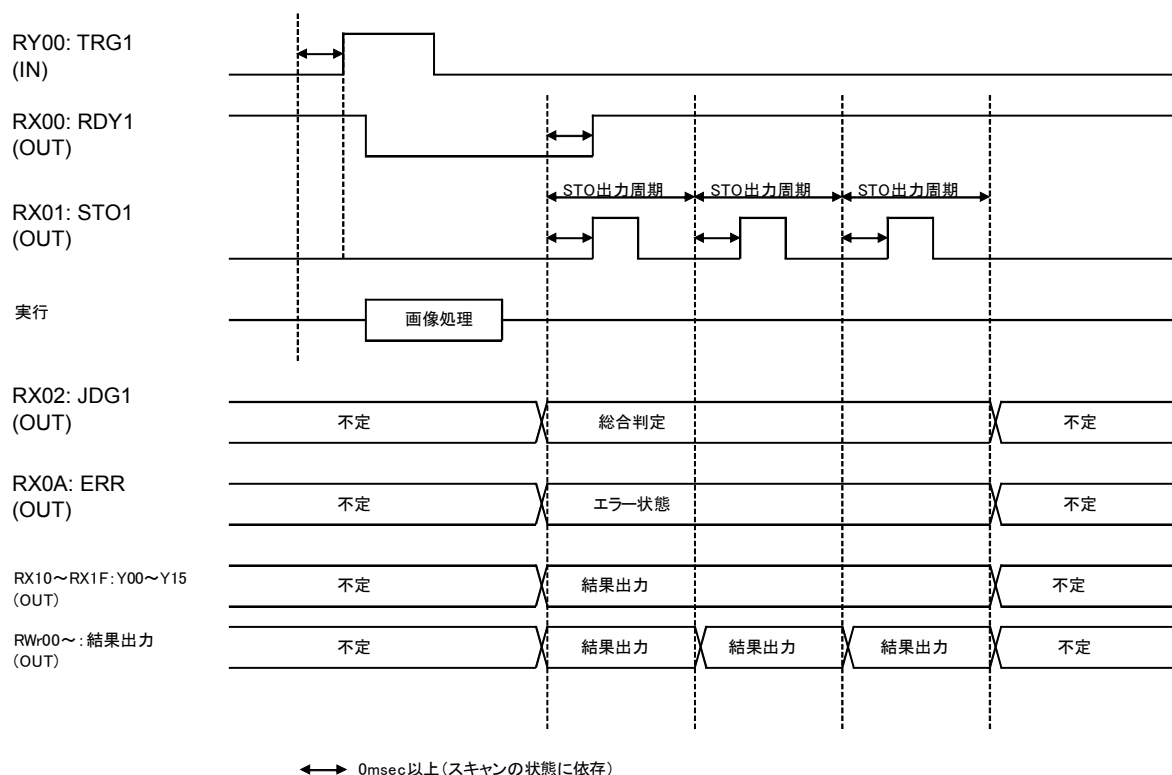 RY00: TRG1
(IN)
RX00: RDY1
(OUT)
STO出力周期 STO出力周期 STO出力周期
RX01: STO1
(OUT)
実行
画像処理
RX02: JDG1
(OUT)
不定 総合判定 不定
RX0A: ERR
(OUT)
不定 エラー状態 不定
RX10～RX1F:Y00～Y15
(OUT)
不定 結果出力 不定
RWr00～:結果出力
(OUT)
不定 結果出力 結果出力 結果出力 不定
0msec以上(スキャンの状態に依存)